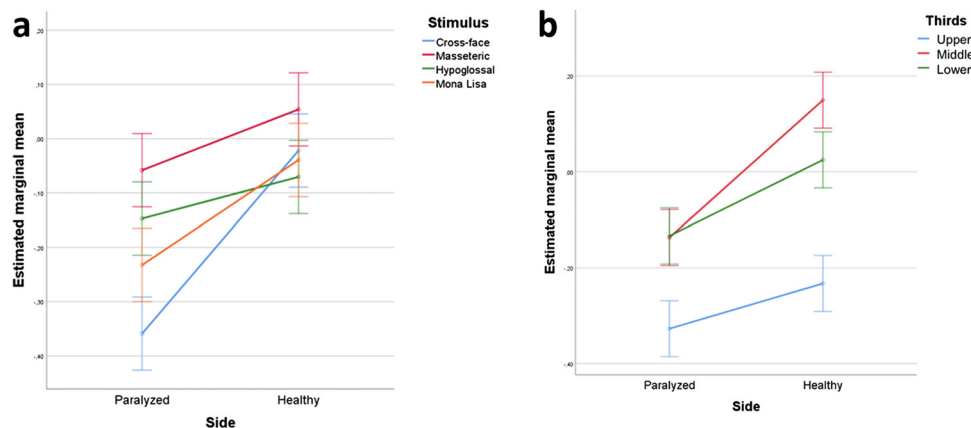 a
Stimulus
Cross-face
Masseteric
Hypoglossal
Mona Lisa
Estimated marginal mean
,20
,10
,00
-,10
-,20
-,30
-,40
Paralyzed
Healthy
Side
b
Thirds
Upper
Middle
Lower
Estimated marginal mean
,20
,00
-,20
-,40
Paralyzed
Healthy
Side